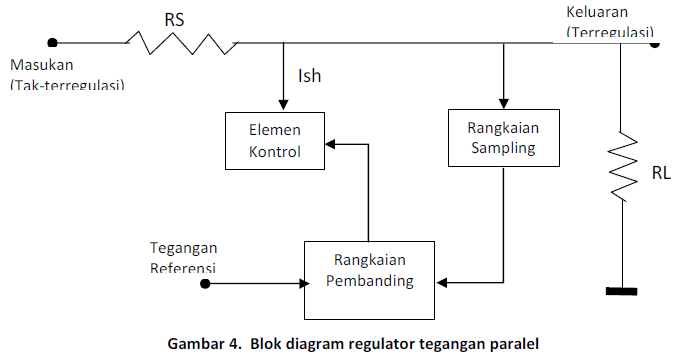 RS
Keluaran
(Terregulasi)
Masukan
(Tak-terregulasi)
Ish
Elemen
Kontrol
Rangkaian
Sampling
RL
Tegangan
Referensi
Rangkaian
Pembanding
Gambar 4. Blok diagram regulator tegangan paralel